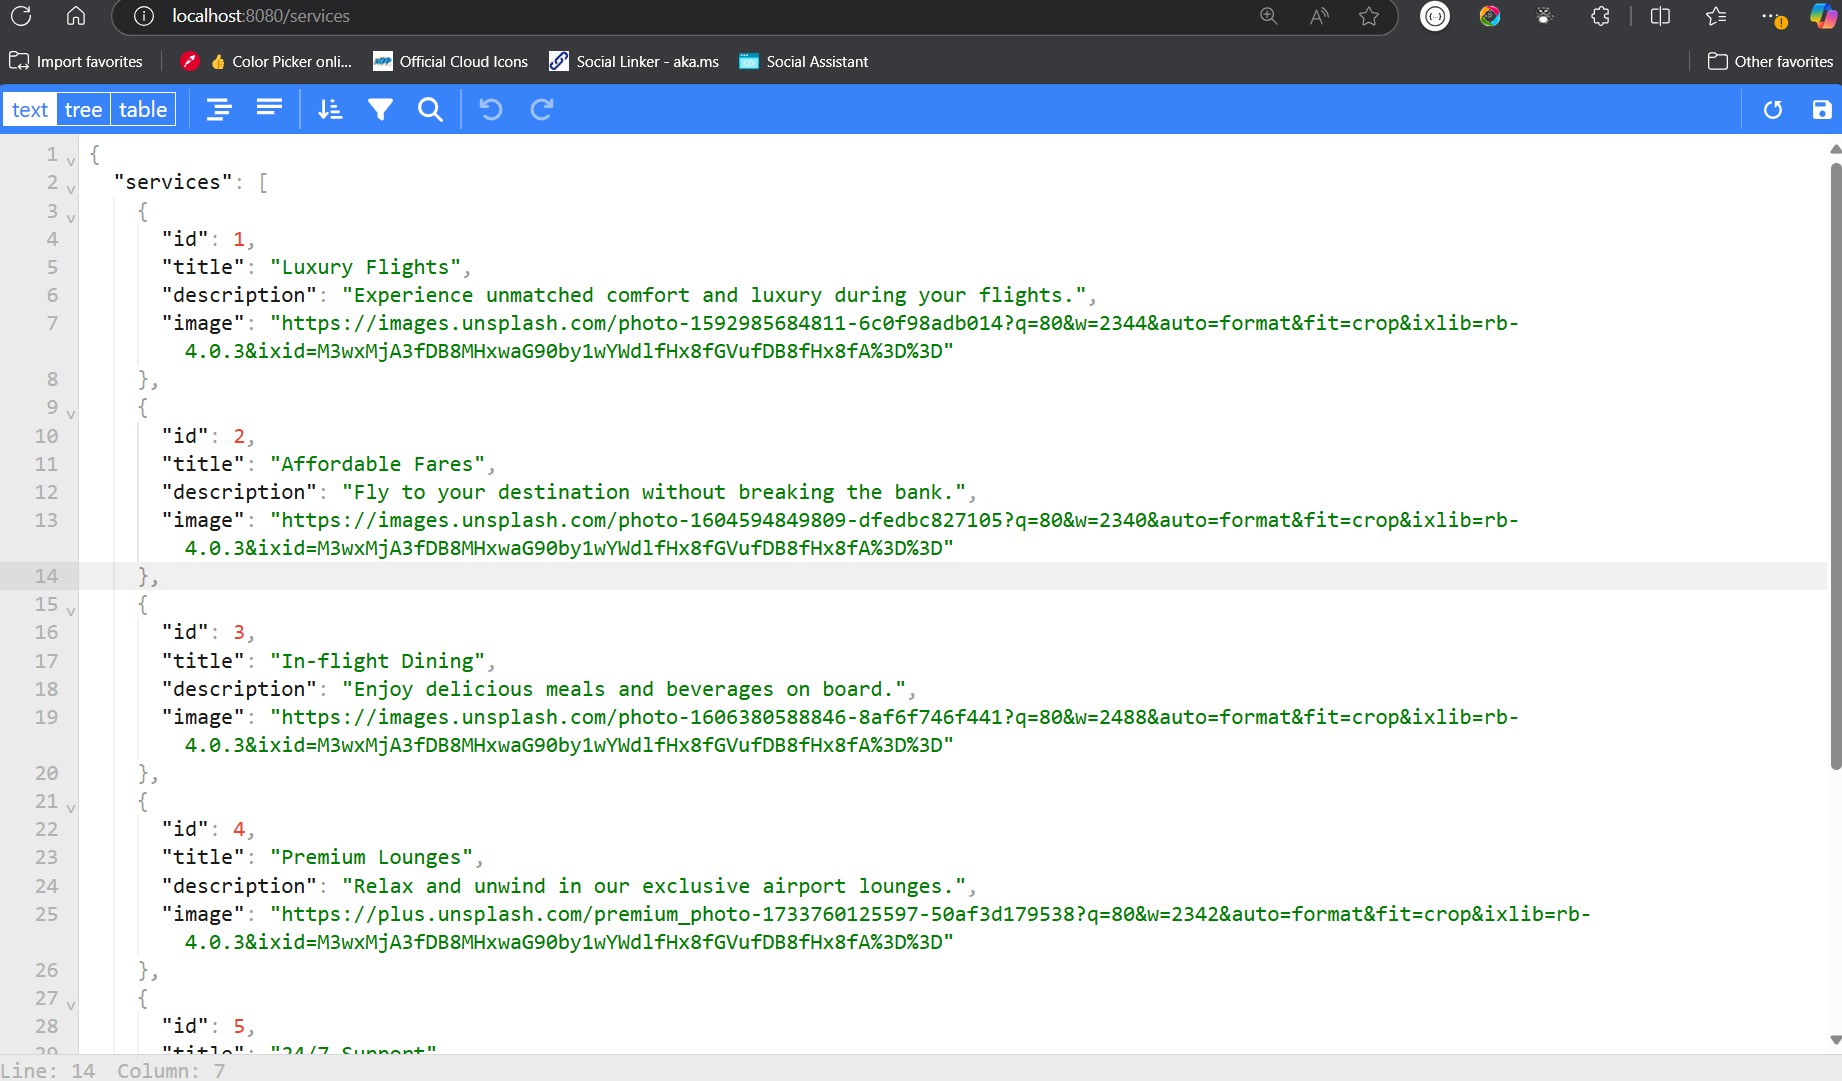 localhost:8080/services
Import favorites
Color Picker onli...
Official Cloud Icons
Social Linker - aka.ms
Social Assistant
Other favorites
text tree table
1 {
2 "services": [
3 {
4 "id": 1,
5 "title": "Luxury Flights",
6 "description": "Experience unmatched comfort and luxury during your flights.",
7 "image": "https://images.unsplash.com/photo-1592985684811-6c0f98adb014?q=80&w=2344&auto=format&fit=crop&ixlib=rb-
4.0.3&ixid=M3wxMjA3fDB8MHxwaG90by1wYWdlfHx8fGVufDB8fHx8fA%3D%3D"
8 },
9 {
10 "id": 2,
11 "title": "Affordable Fares",
12 "description": "Fly to your destination without breaking the bank.",
13 "image": "https://images.unsplash.com/photo-1604594849809-dfedbc827105?q=80&w=2340&auto=format&fit=crop&ixlib=rb-
4.0.3&ixid=M3wxMjA3fDB8MHxwaG90by1wYWdlfHx8fGVufDB8fHx8fA%3D%3D"
14 },
15 {
16 "id": 3,
17 "title": "In-flight Dining",
18 "description": "Enjoy delicious meals and beverages on board.",
19 "image": "https://images.unsplash.com/photo-1606380588846-8af6f746f441?q=80&w=2488&auto=format&fit=crop&ixlib=rb-
4.0.3&ixid=M3wxMjA3fDB8MHxwaG90by1wYWdlfHx8fGVufDB8fHx8fA%3D%3D"
20 },
21 {
22 "id": 4,
23 "title": "Premium Lounges",
24 "description": "Relax and unwind in our exclusive airport lounges.",
25 "image": "https://plus.unsplash.com/premium_photo-1733760125597-50af3d179538?q=80&w=2342&auto=format&fit=crop&ixlib=rb-
4.0.3&ixid=M3wxMjA3fDB8MHxwaG90by1wYWdlfHx8fGVufDB8fHx8fA%3D%3D"
26 },
27 {
28 "id": 5,
29 "title": "24/7 Support"
Line: 14 Column: 7